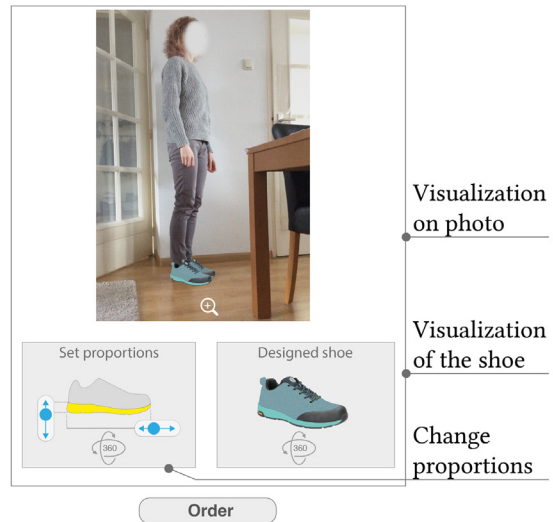 Visualization
on photo
Set proportions
Designed shoe
Visualization
of the shoe
360
360
Change
proportions
Order